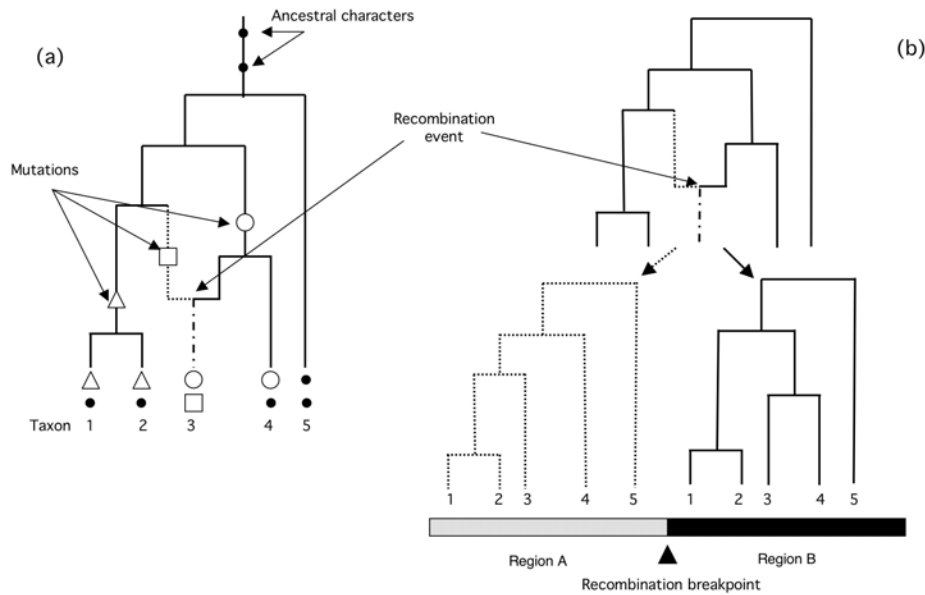 Ancestral characters
(a)
(b)
Recombination
event
Mutations
Taxon 1 2 3 4 5
1 2 3 4 5
1 2 3 4 5
Region A
Region B
Recombination breakpoint